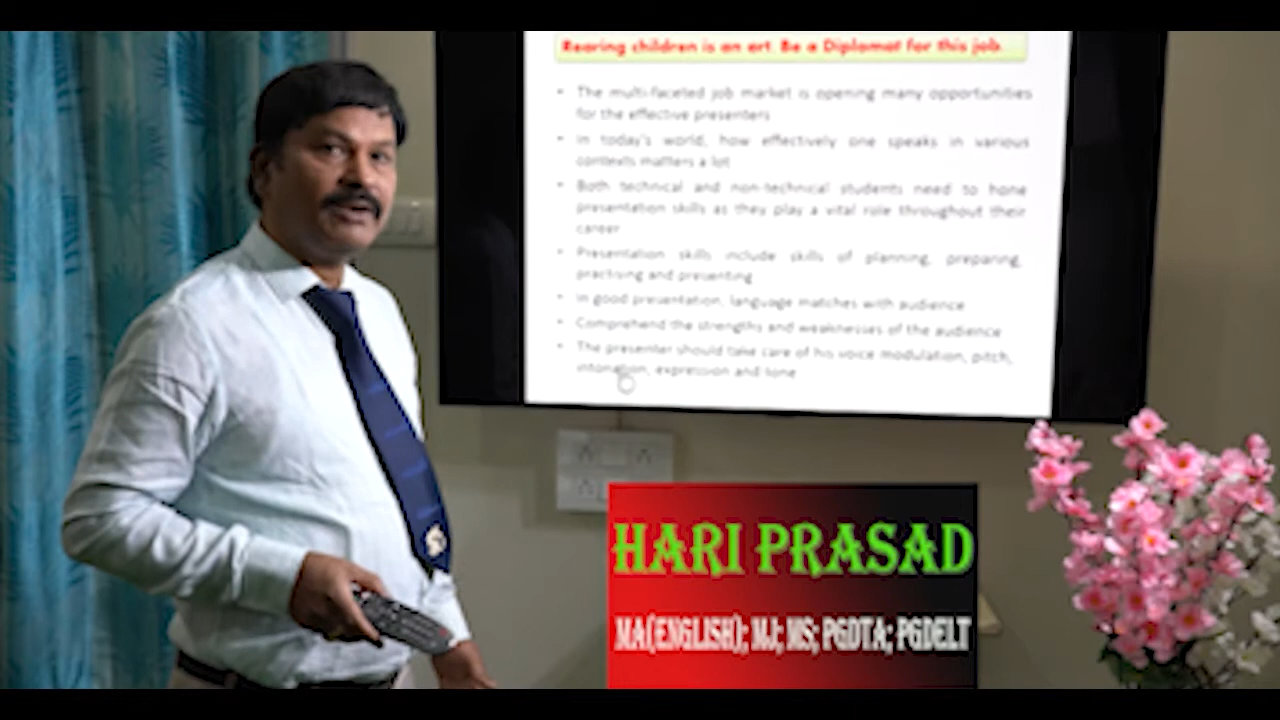 Rearing children is an art. Be a Diplomat for this job.
• The multi-faceted job market is opening many opportunities
for the effective presenters
• In today's world, how effectively one speaks in various
contexts matters a lot
• Both technical and non-technical students need to hone
presentation skills as they play a vital role throughout their
career
• Presentation skills include skills of planning, preparing,
practising and presenting
• In good presentation, language matches with audience
• Comprehend the strengths and weaknesses of the audience
• The presenter should take care of his voice modulation, pitch,
intonation, expression and tone
HARI PRASAD
MA(ENGLISH); MJ; MS; PGDTA; PGDELT